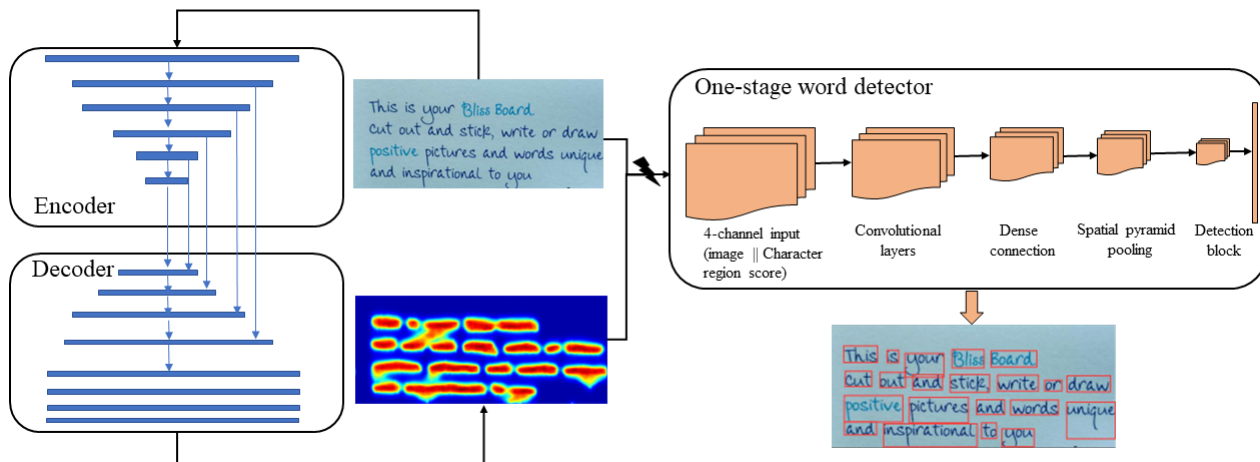 Encoder
Decoder
This is your Bliss Board
cut out and stick, write or draw
positive pictures and words unique
and inspirational to you
One-stage word detector
4-channel input
(image || Character
region score)
Convolutional
layers
Dense
connection
Spatial pyramid
pooling
Detection
block
This is your Bliss Board
cut out and stick, write or draw
positive pictures and words unique
and inspirational to you